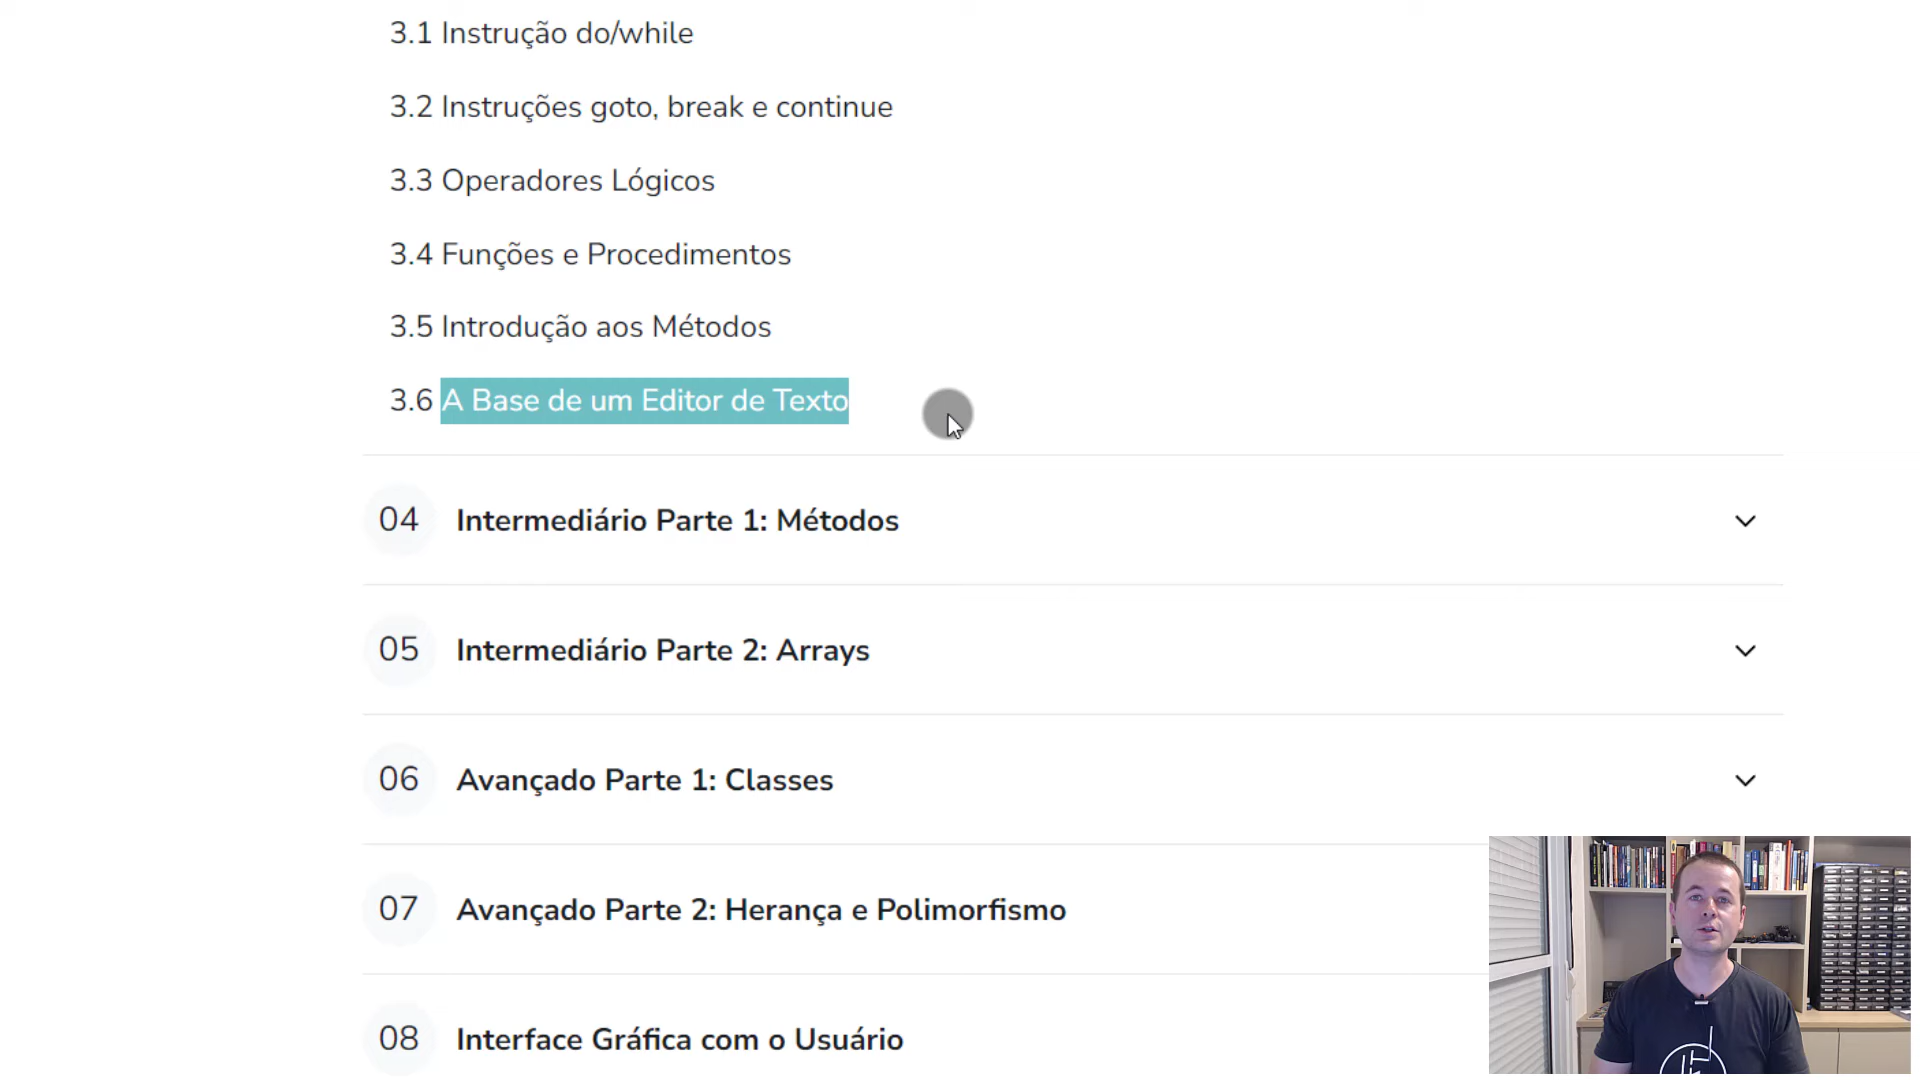 3.1 Instrução do/while
3.2 Instruções goto, break e continue
3.3 Operadores Lógicos
3.4 Funções e Procedimentos
3.5 Introdução aos Métodos
3.6 A Base de um Editor de Texto
04 Intermediário Parte 1: Métodos
05 Intermediário Parte 2: Arrays
06 Avançado Parte 1: Classes
07 Avançado Parte 2: Herança e Polimorfismo
08 Interface Gráfica com o Usuário